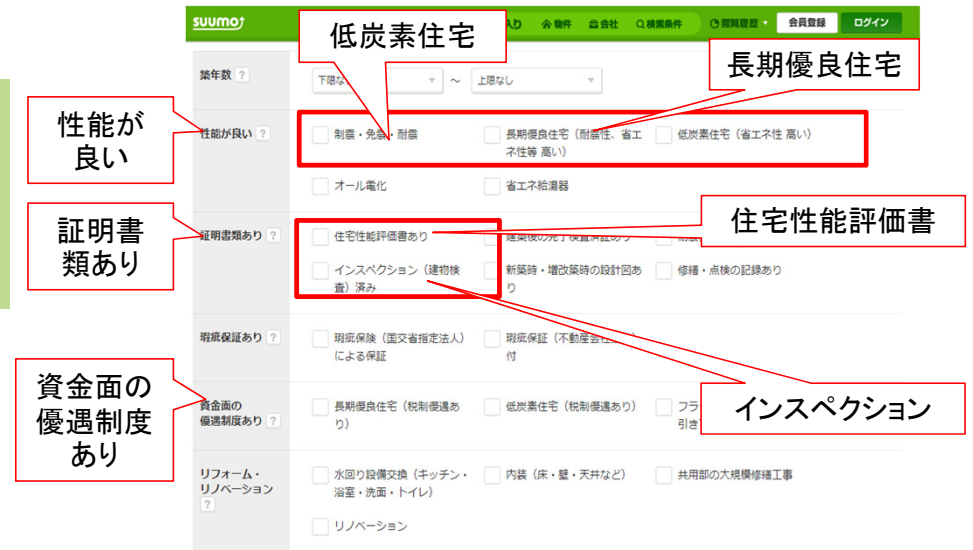 suumo
入り 物件 会社 検索条件 閲覧履歴 会員登録 ログイン
低炭素住宅
長期優良住宅
築年数 ?
下限な
～
上限なし
性能が
良い
性能が良い ?
制震・免震・耐震
長期優良住宅（耐震性、省エ
ネ性等 高い）
低炭素住宅（省エネ性 高い）
オール電化
省エネ給湯器
証明書
類あり
証明書類あり ?
住宅性能評価書あり
建築後の完了検査済証あり
住宅性能評価書
インスペクション（建物検
査）済み
新築時・増改築時の設計図あ
り
修繕・点検の記録あり
瑕疵保証あり ?
瑕疵保険（国交省指定法人）
による保証
瑕疵保証（不動産会社
付
インスペクション
資金面の
優遇制度
あり
資金面の
優遇制度あり ?
長期優良住宅（税制優遇あ
り）
低炭素住宅（税制優遇あり）
フラ
引き
リフォーム・
リノベーション
?
水回り設備交換（キッチン・
浴室・洗面・トイレ）
内装（床・壁・天井など）
共用部の大規模修繕工事
リノベーション